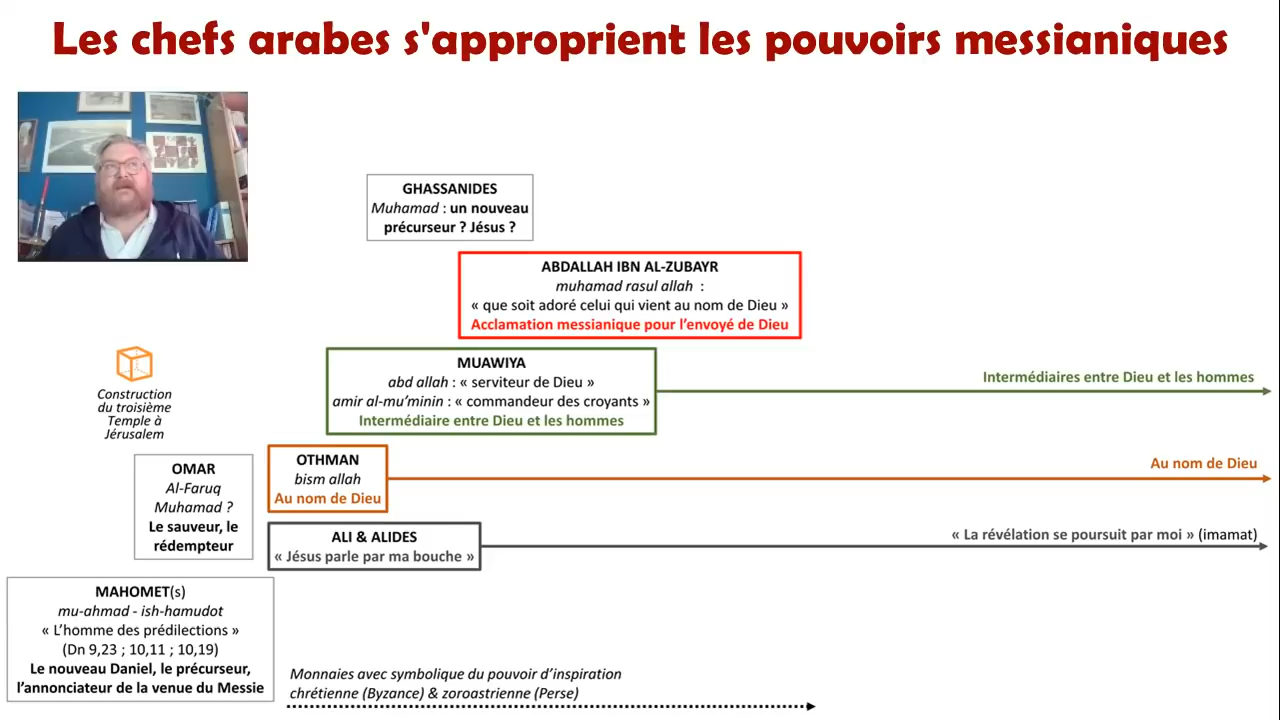 Les chefs arabes s'approprient les pouvoirs messianiques
GHASSANIDES
Muhamad : un nouveau
précurseur ? Jésus ?
ABDALLAH IBN AL-ZUBAYR
muhamad rasul allah :
« que soit adoré celui qui vient au nom de Dieu »
Acclamation messianique pour l'envoyé de Dieu
Construction
du troisième
Temple à
Jérusalem
MUAWIYA
abd allah : « serviteur de Dieu »
amir al-mu'minin : « commandeur des croyants »
Intermédiaire entre Dieu et les hommes
Intermédiaires entre Dieu et les hommes
OMAR
Al-Faruq
Muhamad ?
Le sauveur, le
rédempteur
OTHMAN
bism allah
Au nom de Dieu
Au nom de Dieu
ALI & ALIDES
« Jésus parle par ma bouche »
« La révélation se poursuit par moi » (imamat)
MAHOMET(s)
mu-ahmad - ish-hamudot
« L'homme des prédilections »
(Dn 9,23 ; 10,11 ; 10,19)
Le nouveau Daniel, le précurseur,
l'annonciateur de la venue du Messie
Monnaies avec symbolique du pouvoir d'inspiration
chrétienne (Byzance) & zoroastrienne (Perse)